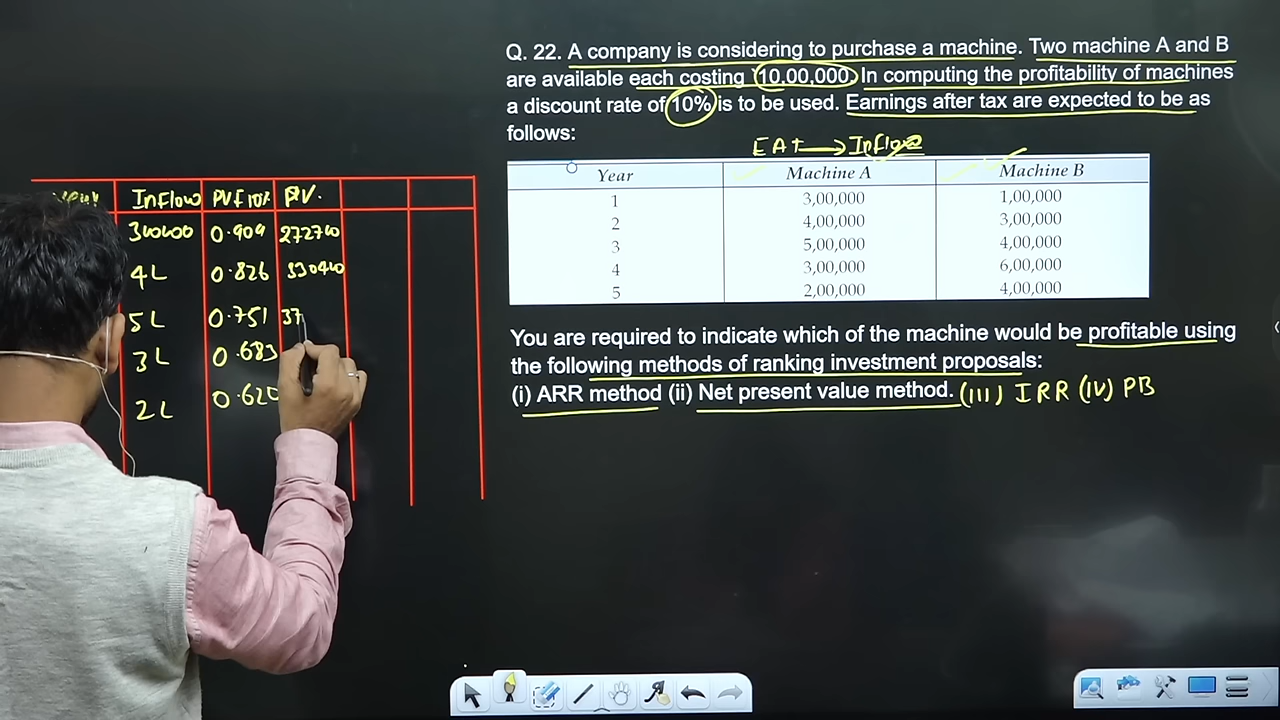 Q. 22. A company is considering to purchase a machine. Two machine A and B
are available each costing `10,00,000. In computing the profitability of machines
a discount rate of 10% is to be used. Earnings after tax are expected to be as
follows:
EAT → Inflow
Year Machine A Machine B
1 3,00,000 1,00,000
2 4,00,000 3,00,000
3 5,00,000 4,00,000
4 3,00,000 6,00,000
5 2,00,000 4,00,000
You are required to indicate which of the machine would be profitable using
the following methods of ranking investment proposals:
(i) ARR method (ii) Net present value method. (III) IRR (IV) PB
Inflow PVF10% P.V.
300000 0.909 272700
4L 0.826 330400
5L 0.751 37
3L 0.683
2L 0.620